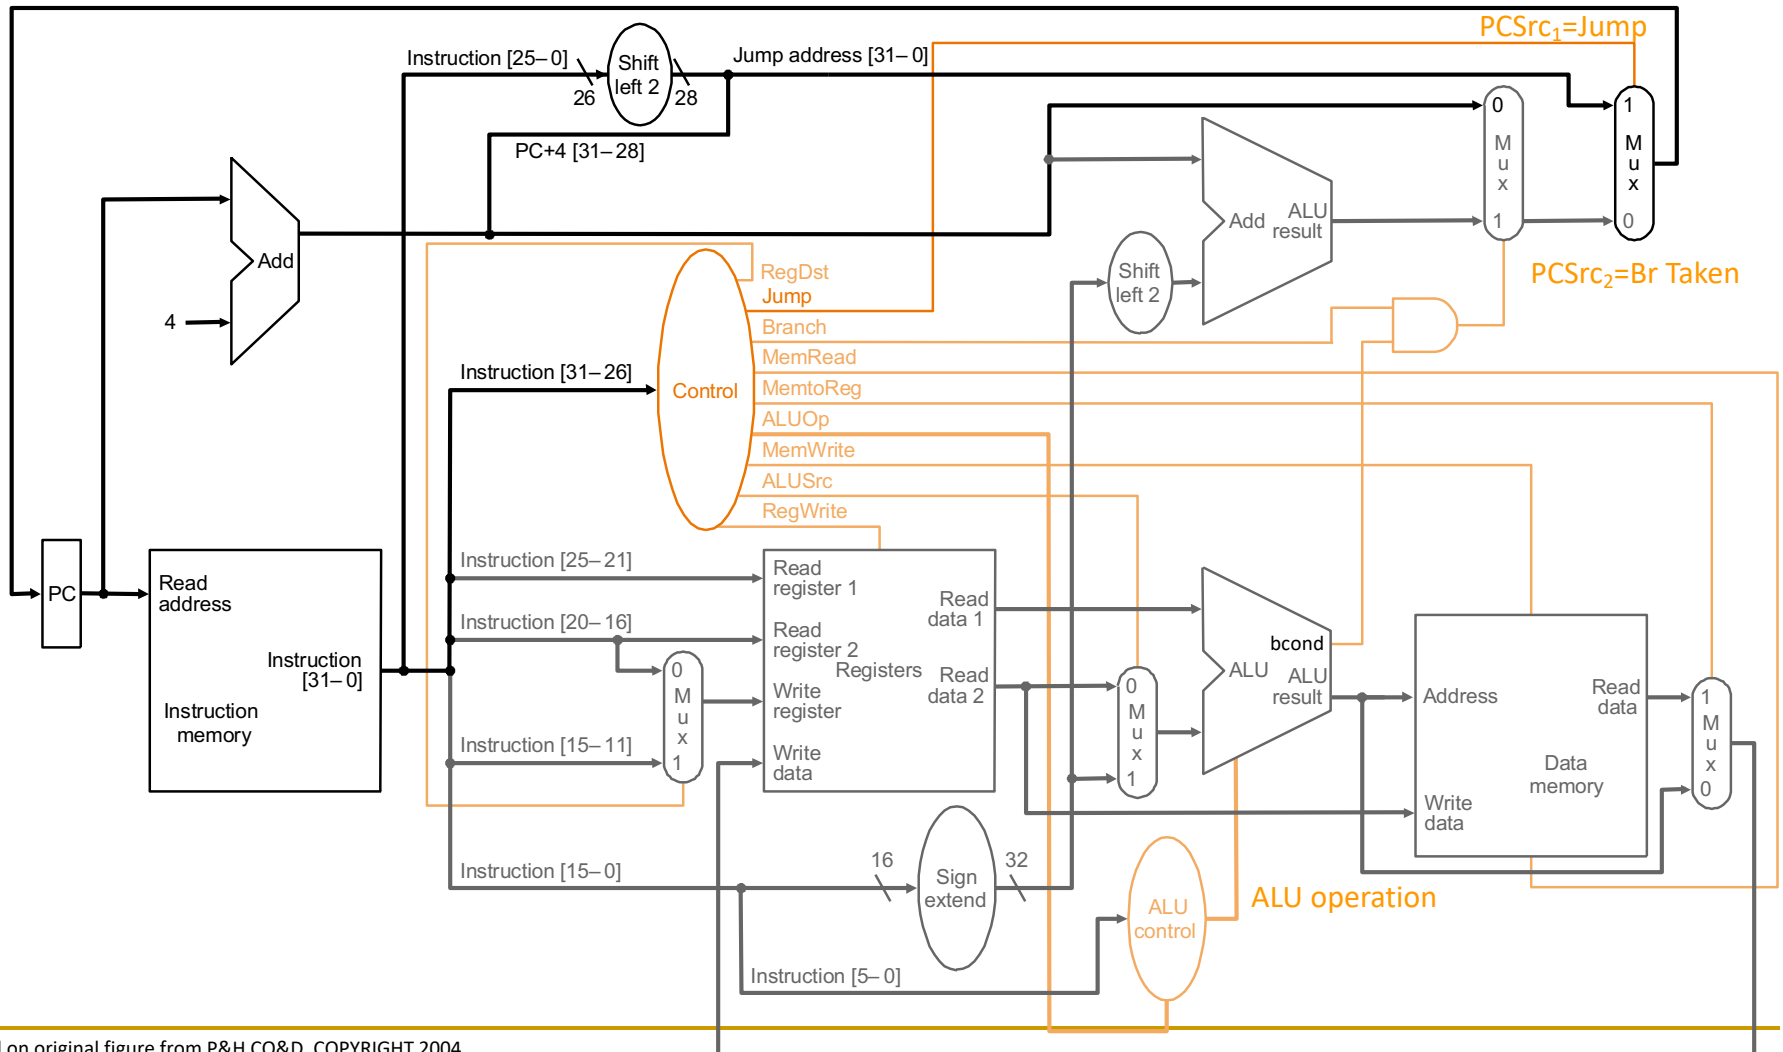 PCSrc1=Jump
Instruction [25–0]
Shift
left 2
26
28
Jump address [31–0]
PC+4 [31–28]
0
M
u
x
1
1
M
u
x
0
Add
4
Add
ALU
result
Shift
left 2
PCSrc2=Br Taken
RegDst
Jump
Branch
MemRead
MemtoReg
ALUOp
MemWrite
ALUSrc
RegWrite
Instruction [31–26]
Control
PC
Read
address
Instruction
[31–0]
Instruction
memory
Instruction [25–21]
Instruction [20–16]
Instruction [15–11]
Instruction [15–0]
0
M
u
x
1
Read
register 1
Read
register 2
Registers
Write
register
Write
data
Read
data 1
Read
data 2
0
M
u
x
1
bcond
ALU
ALU
result
Address
Read
data
Data
memory
Write
data
1
M
u
x
0
16
Sign
extend
32
ALU
control
ALU operation
Instruction [5–0]
on original figure from P&H CO&D, COPYRIGHT 2004